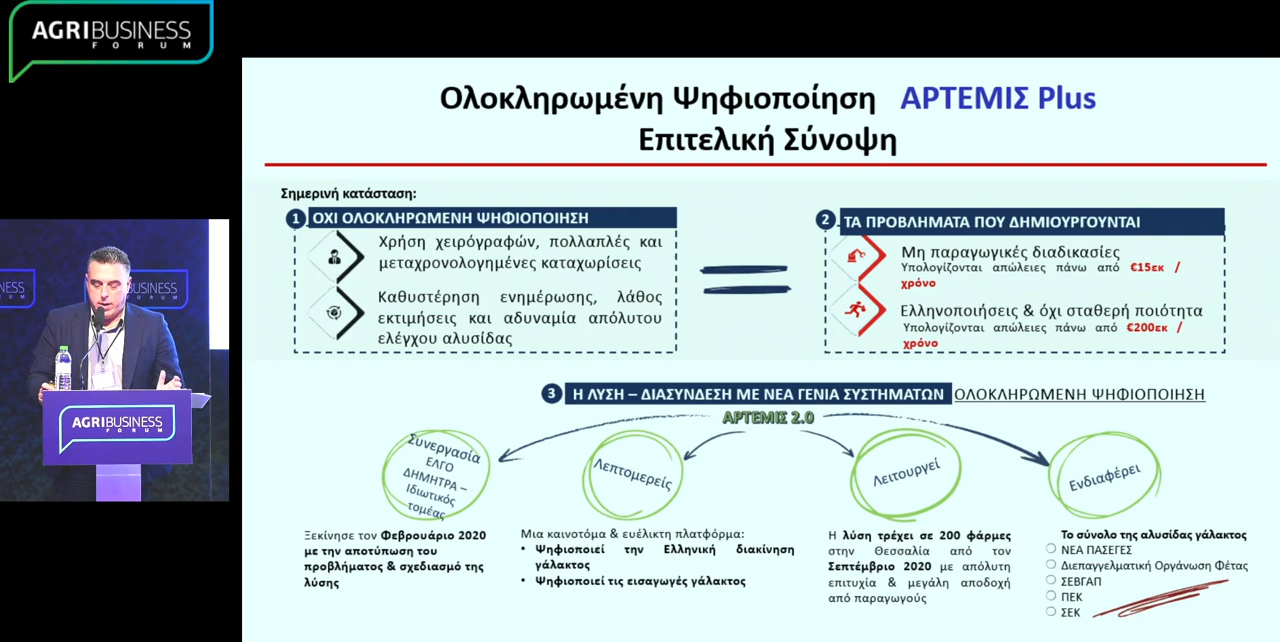 AGRIBUSINESS
FORUM
Ολοκληρωμένη Ψηφιοποίηση ΑΡΤΕΜΙΣ Plus
Επιτελική Σύνοψη
Σημερινή κατάσταση:
1 ΟΧΙ ΟΛΟΚΛΗΡΩΜΕΝΗ ΨΗΦΙΟΠΟΙΗΣΗ
Χρήση χειρόγραφών, πολλαπλές και
μεταχρονολογημένες καταχωρίσεις
Καθυστέρηση ενημέρωσης, λάθος
εκτιμήσεις και αδυναμία απόλυτου
ελέγχου αλυσίδας
2 ΤΑ ΠΡΟΒΛΗΜΑΤΑ ΠΟΥ ΔΗΜΙΟΥΡΓΟΥΝΤΑΙ
Μη παραγωγικές διαδικασίες
Υπολογίζονται απώλειες πάνω από €15εκ /
χρόνο
Ελληνοποιήσεις & όχι σταθερή ποιότητα
Υπολογίζονται απώλειες πάνω από €200εκ /
χρόνο
3 Η ΛΥΣΗ – ΔΙΑΣΥΝΔΕΣΗ ΜΕ ΝΕΑ ΓΕΝΙΑ ΣΥΣΤΗΜΑΤΩΝ ΟΛΟΚΛΗΡΩΜΕΝΗ ΨΗΦΙΟΠΟΙΗΣΗ
ΑΡΤΕΜΙΣ 2.0
Συνεργασία
ΕΛΓΟ
ΔΗΜΗΤΡΑ –
Ιδιωτικός
τομέας
Ξεκίνησε τον Φεβρουάριο 2020
με την αποτύπωση του
προβλήματος & σχεδιασμό της
λύσης
Λεπτομερείς
Μια καινοτόμα & ευέλικτη πλατφόρμα:
• Ψηφιοποιεί την Ελληνική διακίνηση
γάλακτος
• Ψηφιοποιεί τις εισαγωγές γάλακτος
Λειτουργεί
Η λύση τρέχει σε 200 φάρμες
στην Θεσσαλία από τον
Σεπτέμβριο 2020 με απόλυτη
επιτυχία & μεγάλη αποδοχή
από παραγωγούς
Ενδιαφέρει
Το σύνολο της αλυσίδας γάλακτος
ΝΕΑ ΠΑΣΕΓΕΣ
Διεπαγγελματική Οργάνωση Φέτας
ΣΕΒΓΑΠ
ΠΕΚ
ΣΕΚ
BUSINESS
FORUM
AGRIBUSINESS
FORUM